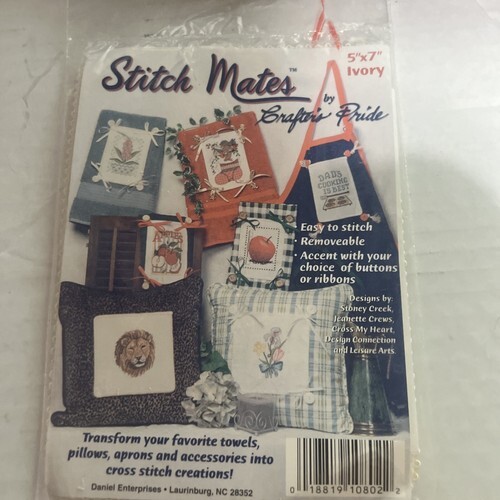 Stitch Mates™
5"x7"
Ivory
by
Crafter's Pride
DADS
COOKING
IS BEST
• Easy to stitch
• Removeable
• Accent with your
choice of buttons
or ribbons
Designs by:
Stoney Creek,
Jeanette Crews,
Cross My Heart,
Design Connection
and Leisure Arts.
Transform your favorite towels,
pillows, aprons and accessories into
cross stitch creations!
Daniel Enterprises • Laurinburg, NC 28352
0 18819 10802 2